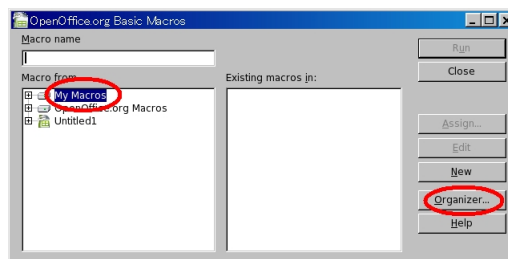 OpenOffice.org Basic Macros
Macro name
Run
Close
Macro from
Existing macros in:
My Macros
OpenOffice.org Macros
Untitled1
Assign...
Edit
New
Organizer...
Help